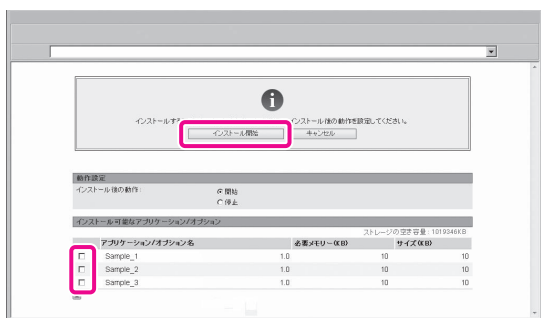 インストールす
インストール後の動作を設定してください。
インストール開始 キャンセル
動作設定
インストール後の動作: 開始
停止
インストール可能なアプリケーション/オプション
ストレージの空き容量: 1019346KB
アプリケーション/オプション名 必要メモリー(KB) サイズ(KB)
Sample_1 1.0 10 10
Sample_2 1.0 10 10
Sample_3 1.0 10 10